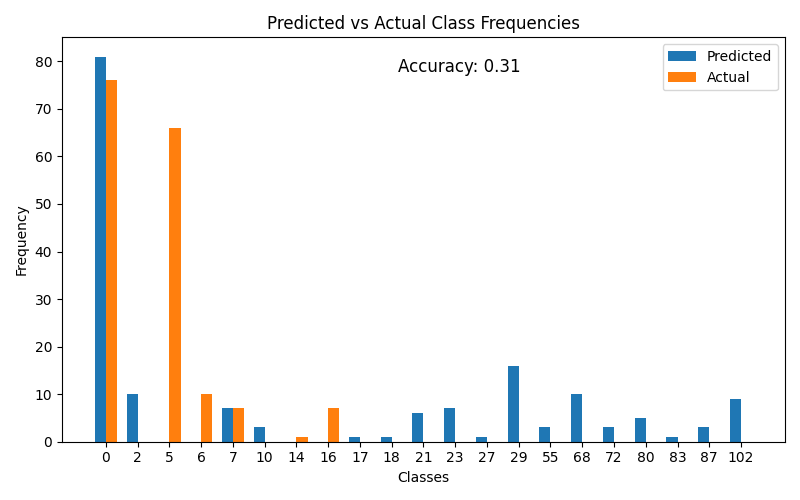 Predicted vs Actual Class Frequencies
Accuracy: 0.31
Predicted
Actual
80
70
60
50
40
30
20
10
0
Frequency
0 2 5 6 7 10 14 16 17 18 21 23 27 29 55 68 72 80 83 87 102
Classes